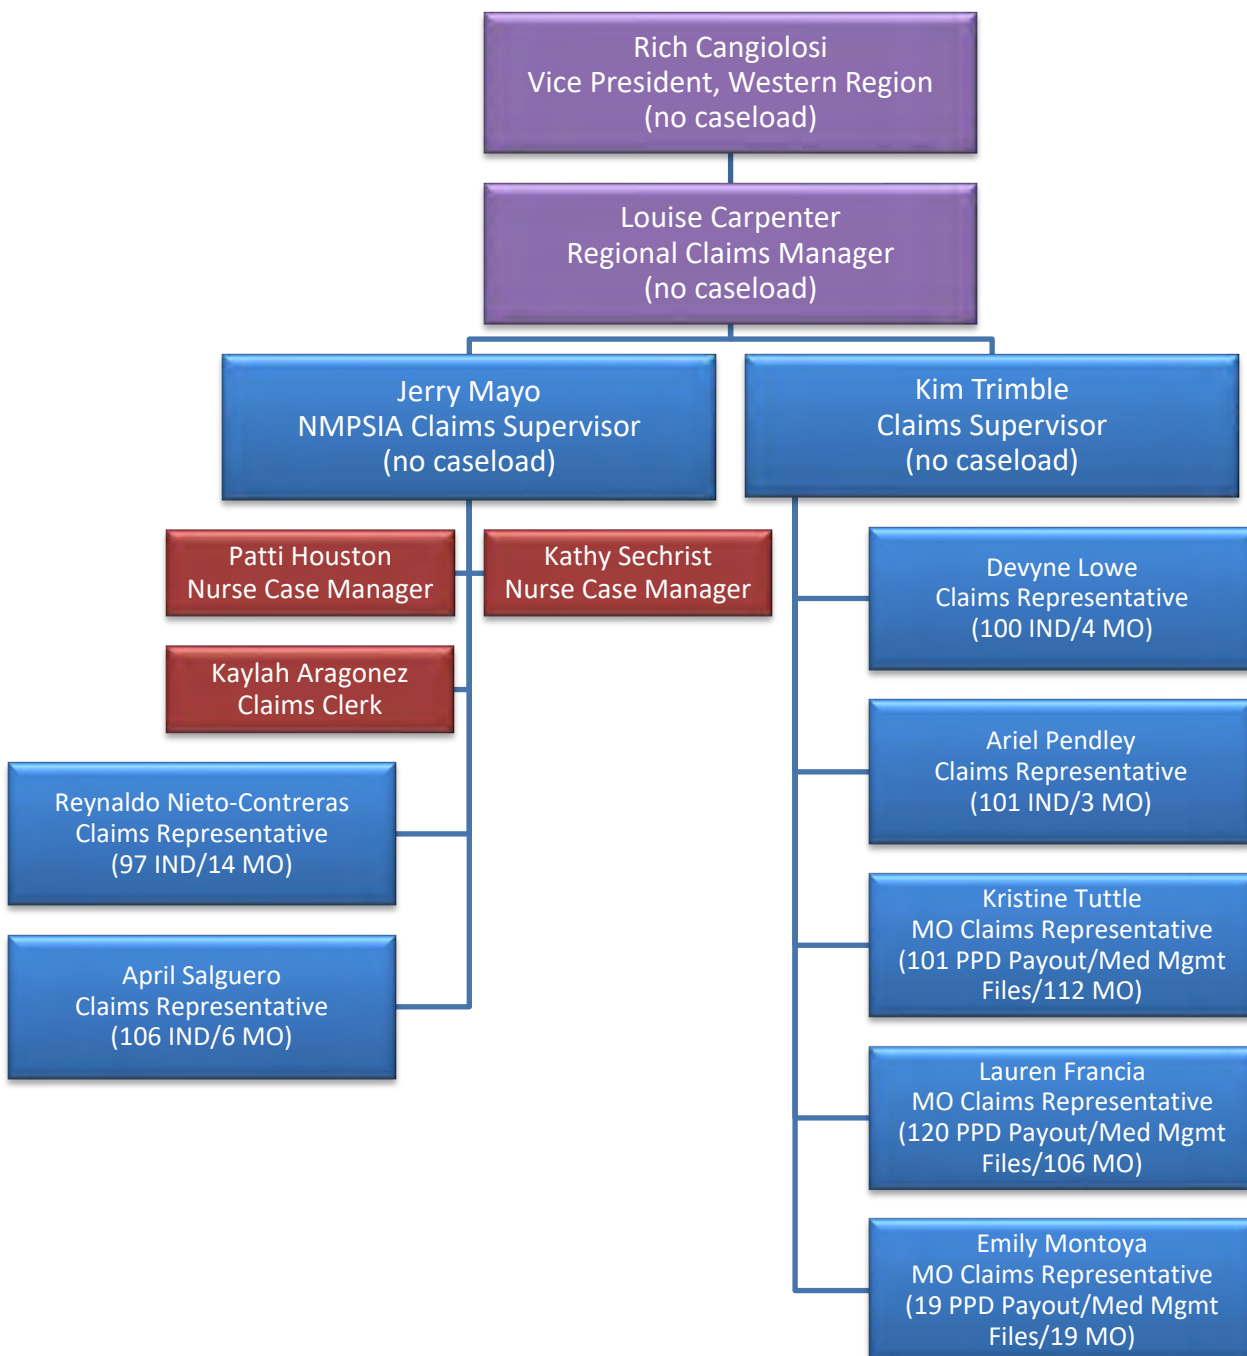 Rich Cangiolosi
Vice President, Western Region
(no caseload)
Louise Carpenter
Regional Claims Manager
(no caseload)
Jerry Mayo
NMPSIA Claims Supervisor
(no caseload)
Kim Trimble
Claims Supervisor
(no caseload)
Patti Houston
Nurse Case Manager
Kathy Sechrist
Nurse Case Manager
Kaylah Aragonez
Claims Clerk
Reynaldo Nieto-Contreras
Claims Representative
(97 IND/14 MO)
April Salguero
Claims Representative
(106 IND/6 MO)
Devyne Lowe
Claims Representative
(100 IND/4 MO)
Ariel Pendley
Claims Representative
(101 IND/3 MO)
Kristine Tuttle
MO Claims Representative
(101 PPD Payout/Med Mgmt
Files/112 MO)
Lauren Francia
MO Claims Representative
(120 PPD Payout/Med Mgmt
Files/106 MO)
Emily Montoya
MO Claims Representative
(19 PPD Payout/Med Mgmt
Files/19 MO)